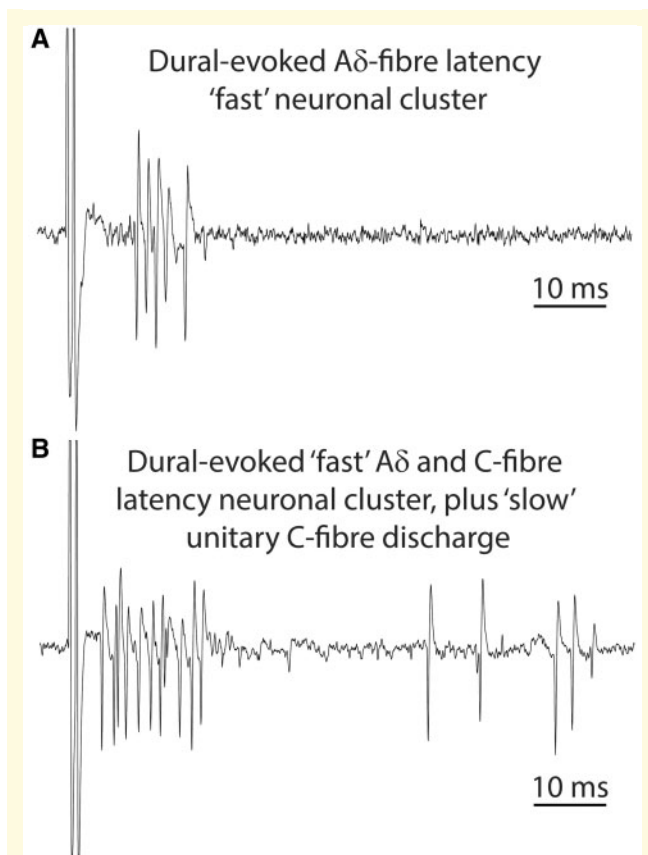 A
Dural-evoked Aδ-fibre latency
‘fast’ neuronal cluster
10 ms
B
Dural-evoked ‘fast’ Aδ and C-fibre
latency neuronal cluster, plus ‘slow’
unitary C-fibre discharge
10 ms